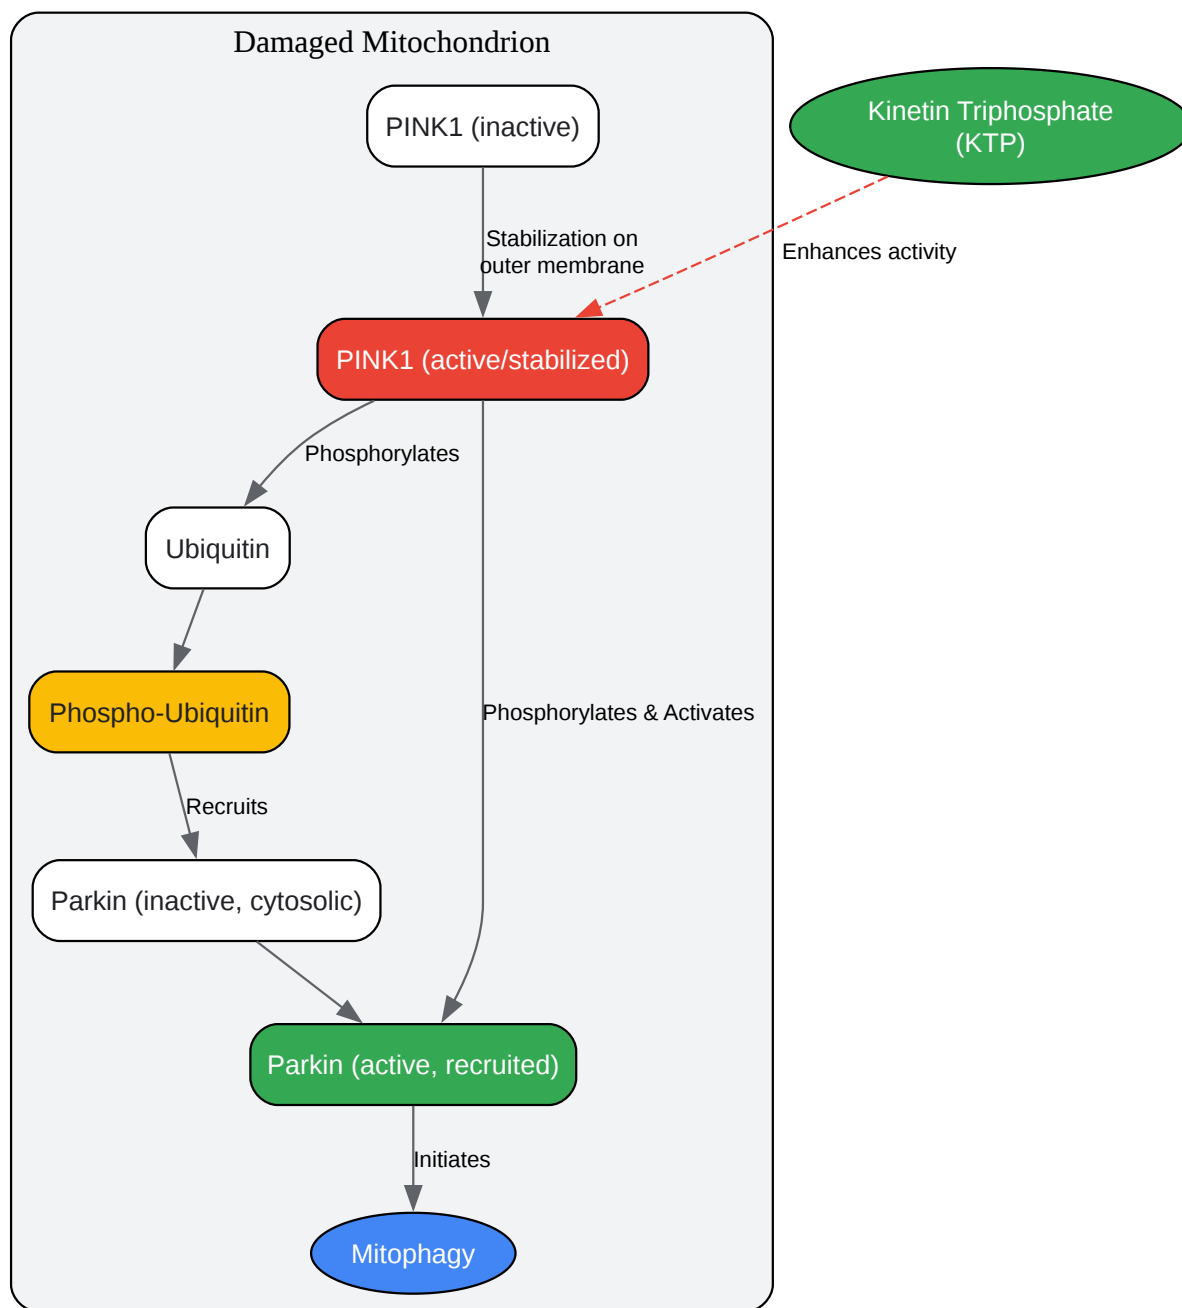 Damaged Mitochondrion
PINK1 (inactive)
Kinetin Triphosphate
(KTP)
Stabilization on
outer membrane
Enhances activity
PINK1 (active/stabilized)
Phosphorylates
Ubiquitin
Phospho-Ubiquitin
Phosphorylates & Activates
Recruits
Parkin (inactive, cytosolic)
Parkin (active, recruited)
Initiates
Mitophagy